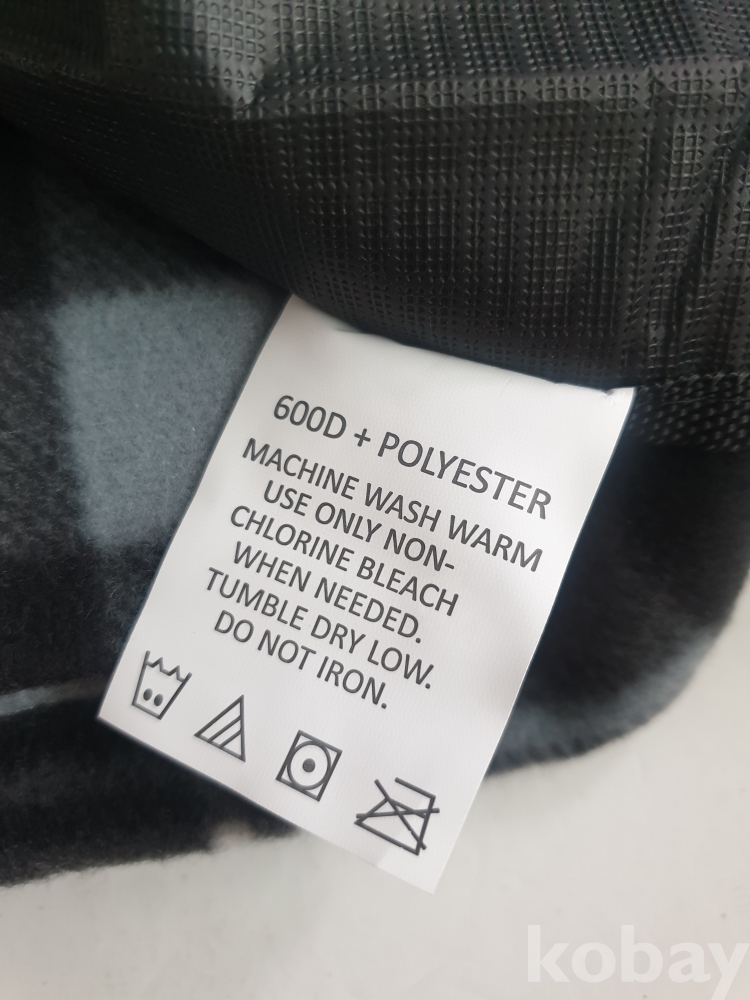 600D + POLYESTER
MACHINE WASH WARM
USE ONLY NON-
CHLORINE BLEACH
WHEN NEEDED.
TUMBLE DRY LOW.
DO NOT IRON.
kobay